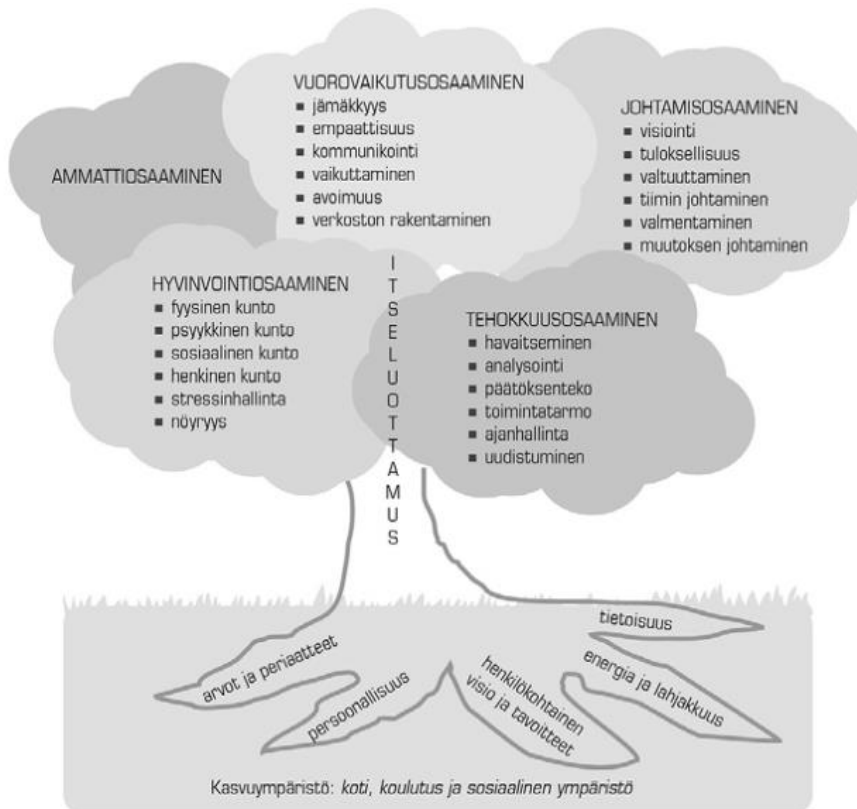 VUOROVAIKUTUSOSAAMINEN
▪ jämäkkyys
▪ empaattisuus
▪ kommunikointi
▪ vaikuttaminen
▪ avoimuus
▪ verkoston rakentaminen
JOHTAMISOSAAMINEN
▪ visiointi
▪ tuloksellisuus
▪ valtuuttaminen
▪ tiimin johtaminen
▪ valmentaminen
▪ muutoksen johtaminen
AMMATTIOSAAMINEN
HYVINVOINTIOSAAMINEN
▪ fyysinen kunto
▪ psyykkinen kunto
▪ sosiaalinen kunto
▪ henkinen kunto
▪ stressinhallinta
▪ nöyryys
ITSELUOTTAMUS
TEHOKKUUSOSAAMINEN
▪ havaitseminen
▪ analysointi
▪ päätöksenteko
▪ toimintatarmo
▪ ajanhallinta
▪ uudistuminen
arvot ja periaatteet
persoonallisuus
henkilökohtainen
visio ja tavoitteet
energia ja lahjakkuus
tietoisuus
Kasvuympäristö: koti, koulutus ja sosiaalinen ympäristö